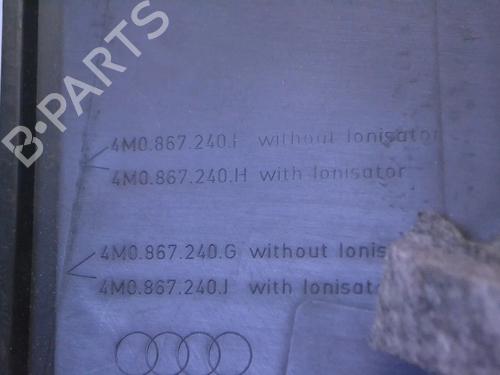 B-PARTS
4M0.867.240.F without Ionisator
4M0.867.240.H with Ionisator
4M0.867.240.G without
4M0.867.240.J with Ionisator